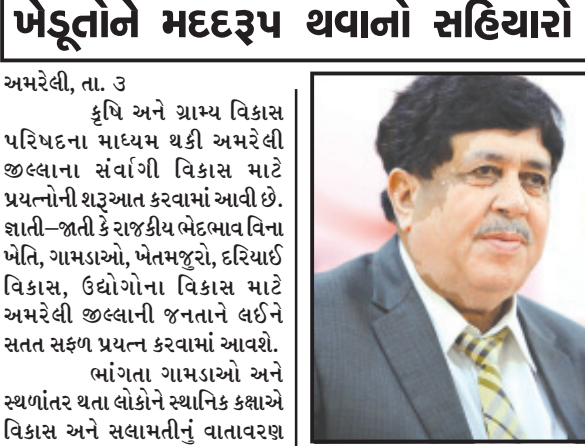 ખેડૂતોને મદદરૂપ થવાનો સહિયારો
અમરેલી, તા. ૩
કૃષિ અને ગ્રામ્ય વિકાસ
પરિષદના માધ્યમ થકી અમરેલી
જીલ્લાના સંર્વાગી વિકાસ માટે
પ્રયત્નોની શરૂઆત કરવામાં આવી છે.
જ્ઞાતી–જાતી કે રાજકીય ભેદભાવ વિના
ખેતિ, ગામડાઓ, ખેતમજુરો, દરિયાઈ
વિકાસ, ઉદ્યોગોના વિકાસ માટે
અમરેલી જીલ્લાની જનતાને લઈને
સતત સફળ પ્રયત્ન કરવામાં આવશે.
ભાંગતા ગામડાઓ અને
સ્થળાંતર થતા લોકોને સ્થાનિક કક્ષાએ
વિકાસ અને સલામતીનું વાતાવરણ